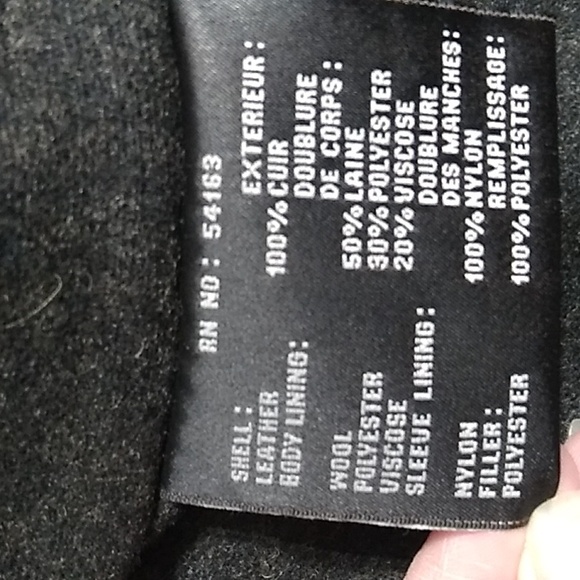 RN NO: 54163
SHELL: EXTERIEUR:
LEATHER 100% CUIR
BODY LINING: DOUBLURE
DE CORPS:
WOOL 50% LAINE
POLYESTER 30% POLYESTER
VISCOSE 20% VISCOSE
SLEEVE LINING: DOUBLURE
DES MANCHES:
NYLON 100% NYLON
FILLER: REMPLISSAGE:
POLYESTER 100% POLYESTER